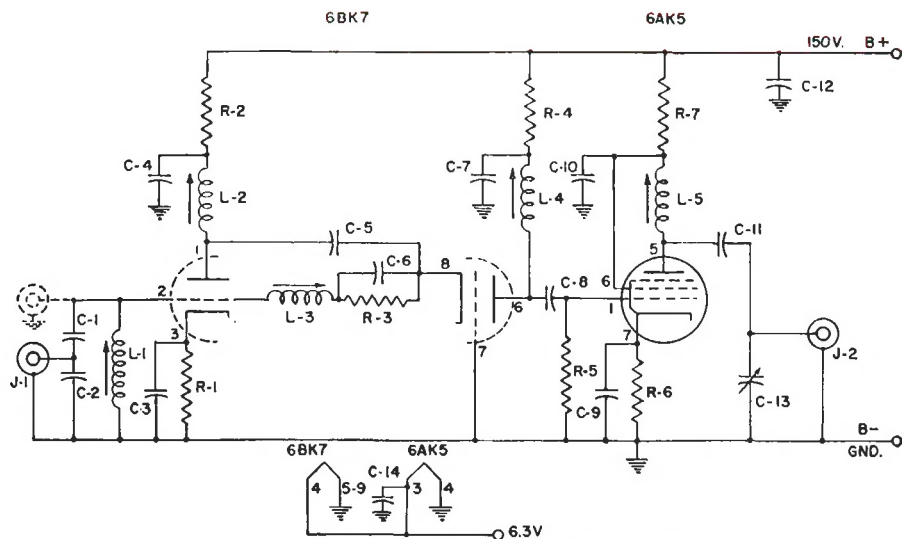 6BK7
6AK5
150V. B+
C-12
R-2
R-4
R-7
C-4
C-7
C-10
L-2
L-4
L-5
C-11
C-5
5
1
C-6
8
6
2
C-8
1
6
L-3
R-3
3
7
7
J-2
C-1
L-1
J-1
C-2
C-3
R-1
R-5
C-9
R-6
C-13
B-
GND.
6BK7
6AK5
C-14
4
5-9
3
4
6.3V